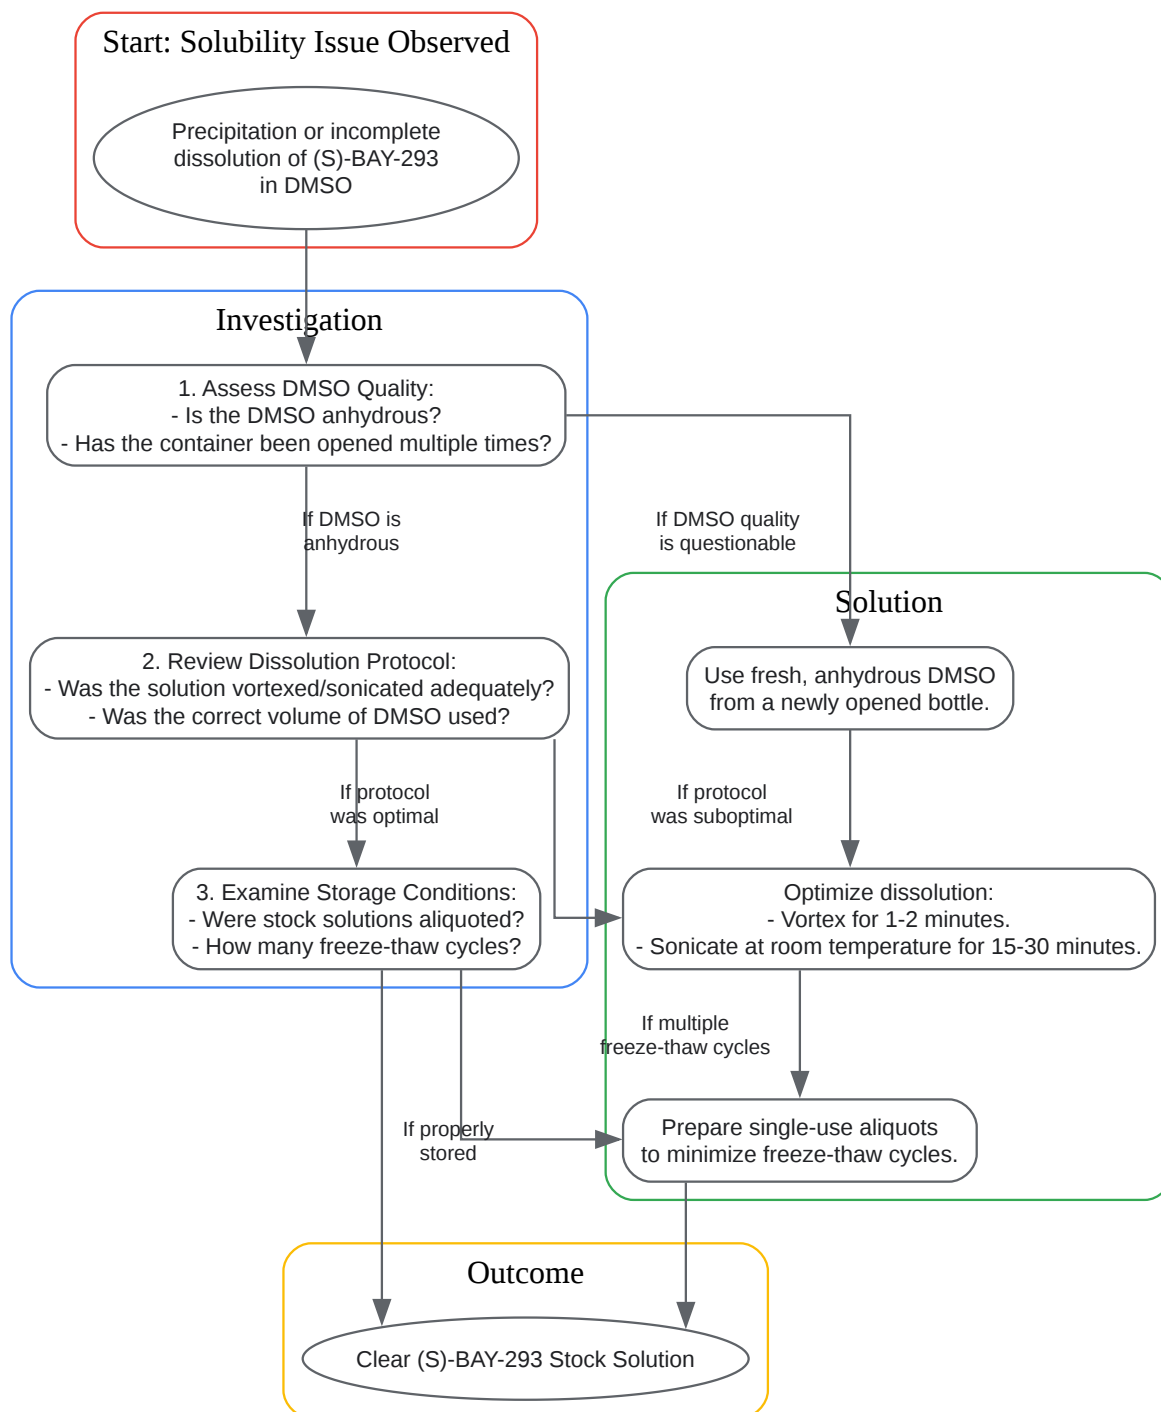 Start: Solubility Issue Observed
Precipitation or incomplete
dissolution of (S)-BAY-293
in DMSO
Investigation
1. Assess DMSO Quality:
- Is the DMSO anhydrous?
- Has the container been opened multiple times?
If DMSO is
anhydrous
If DMSO quality
is questionable
Solution
2. Review Dissolution Protocol:
- Was the solution vortexed/sonicated adequately?
- Was the correct volume of DMSO used?
Use fresh, anhydrous DMSO
from a newly opened bottle.
If protocol
was optimal
If protocol
was suboptimal
3. Examine Storage Conditions:
- Were stock solutions aliquoted?
- How many freeze-thaw cycles?
Optimize dissolution:
- Vortex for 1-2 minutes.
- Sonicate at room temperature for 15-30 minutes.
If multiple
freeze-thaw cycles
If properly
stored
Prepare single-use aliquots
to minimize freeze-thaw cycles.
Outcome
Clear (S)-BAY-293 Stock Solution